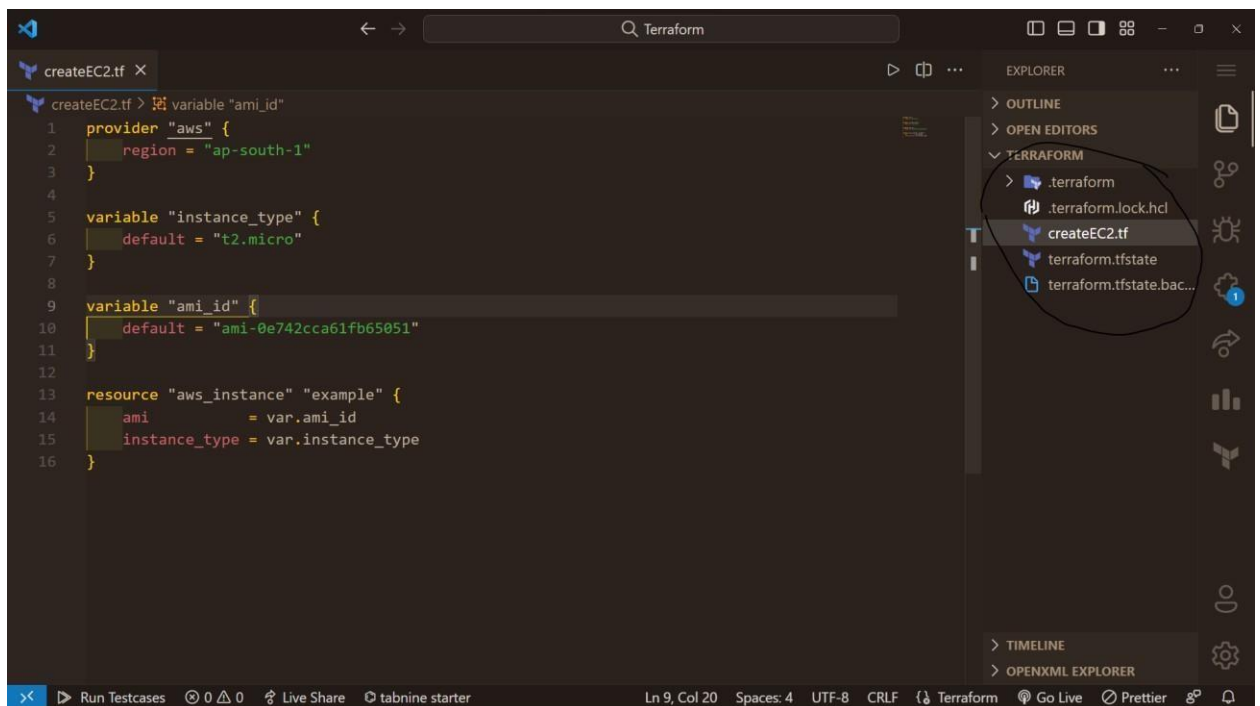 Terraform
createEC2.tf
EXPLORER
createEC2.tf > variable "ami_id"
1 provider "aws" {
2 region = "ap-south-1"
3 }
4
5 variable "instance_type" {
6 default = "t2.micro"
7 }
8
9 variable "ami_id" {
10 default = "ami-0e742cca61fb65051"
11 }
12
13 resource "aws_instance" "example" {
14 ami = var.ami_id
15 instance_type = var.instance_type
16 }
OUTLINE
OPEN EDITORS
TERRAFORM
.terraform
.terraform.lock.hcl
createEC2.tf
terraform.tfstate
terraform.tfstate.bac...
1
TIMELINE
OPENXML EXPLORER
Run Testcases 0 0 Live Share tabnine starter Ln 9, Col 20 Spaces: 4 UTF-8 CRLF {} Terraform Go Live Prettier